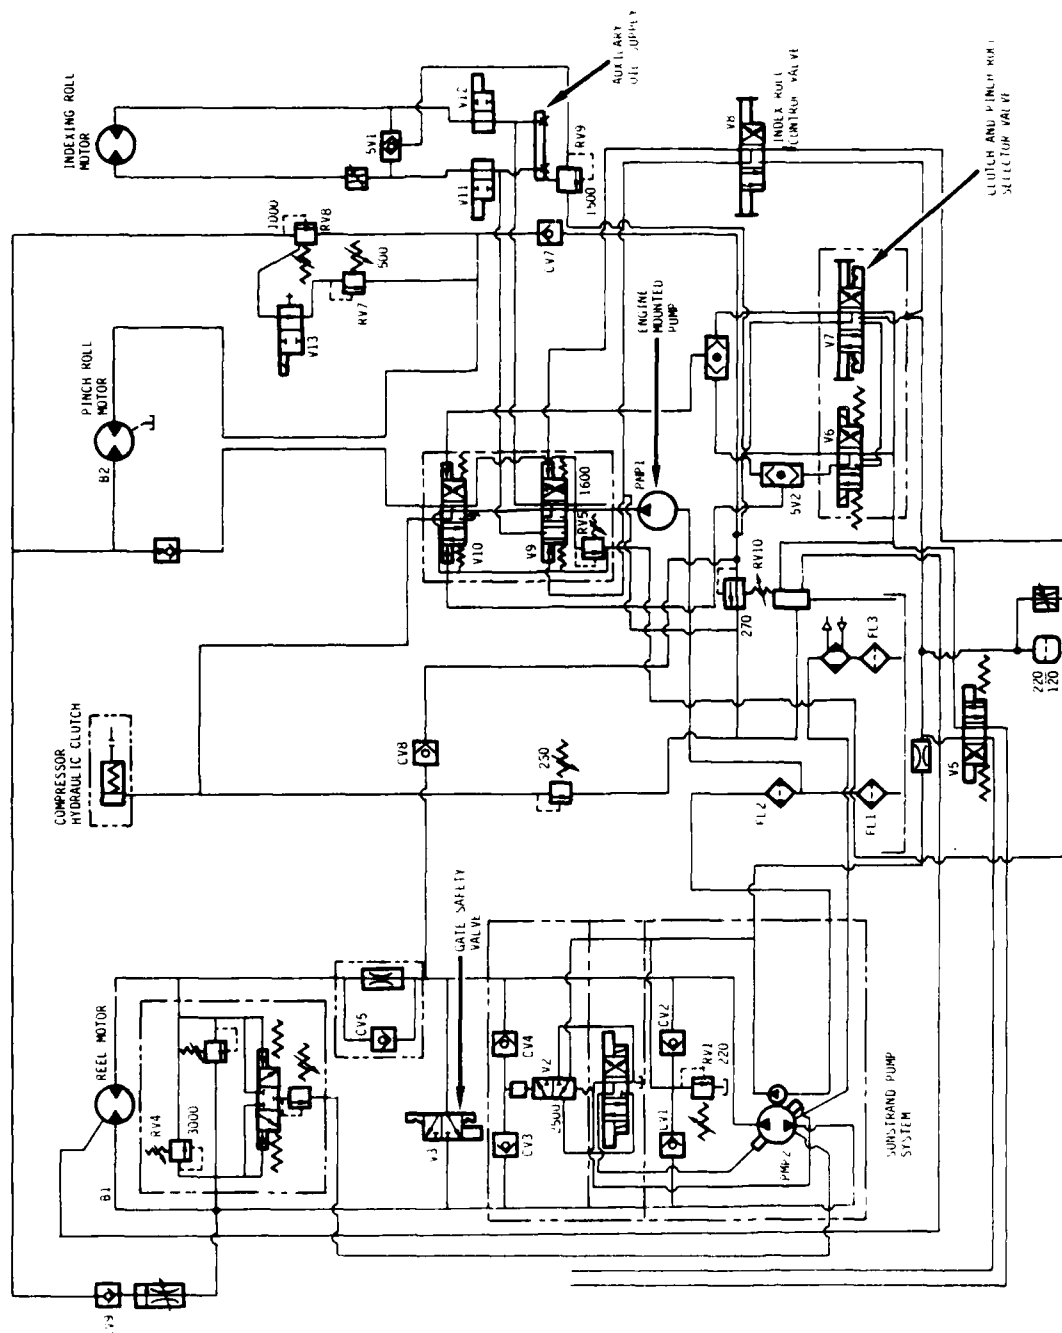 INDEXING ROLL
MOTOR
SV1
V12
V11
AUXILIARY
OIL SUPPLY
RV9
1500
1000
RV8
500
RV7
V13
CV7
V8
INDEX ROLL
CONTROL VALVE
CLUTCH AND PINCH ROLL
SELECTOR VALVE
PINCH ROLL
MOTOR
B2
ENGINE
MOUNTED
PUMP
PMP1
V10
V9
1600
RV5
V7
V6
SV2
RV10
270
FL3
220
120
V5
COMPRESSOR
HYDRAULIC CLUTCH
CV8
250
FL2
FL1
REEL MOTOR
B1
RV4
3000
CV5
GATE SAFETY
VALVE
V3
CV4
CV3
V2
2500
CV2
CV1
RV1
220
PMP2
SUNSTRAND PUMP
SYSTEM